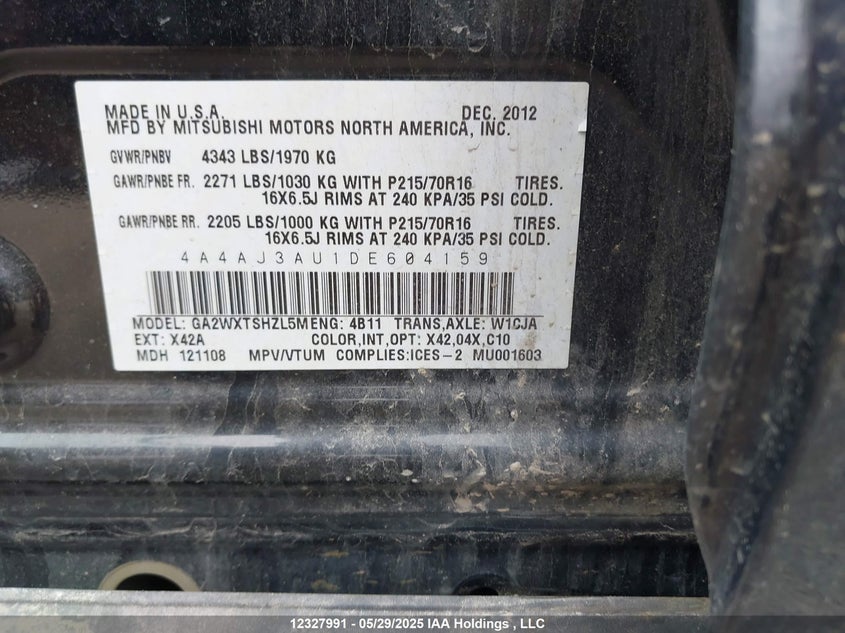 MADE IN U.S.A. DEC. 2012
MFD BY MITSUBISHI MOTORS NORTH AMERICA, INC.
GVWR/PNBV 4343 LBS/1970 KG
GAWR/PNBE FR. 2271 LBS/1030 KG WITH P215/70R16 TIRES.
16X6.5J RIMS AT 240 KPA/35 PSI COLD.
GAWR/PNBE RR. 2205 LBS/1000 KG WITH P215/70R16 TIRES.
16X6.5J RIMS AT 240 KPA/35 PSI COLD.
4A4AJ3AU1DE604159
MODEL: GA2WXTSHZL5M ENG: 4B11 TRANS,AXLE: W1CJA
EXT: X42A COLOR,INT,OPT: X42,04X,C10
MDH 121108 MPV/VTUM COMPLIES:ICES-2 MU001603
12327991 - 05/29/2025 IAA Holdings , LLC